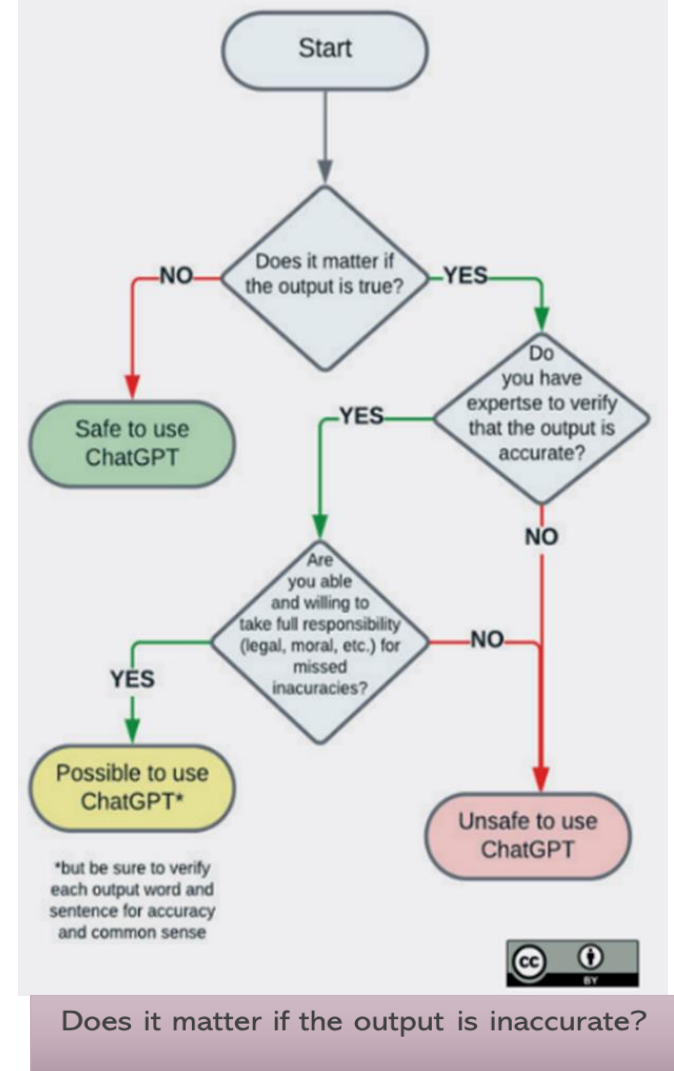 Start
Does it matter if
the output is true?
NO
YES
Do
you have
expertse to verify
that the output is
accurate?
Safe to use
ChatGPT
YES
NO
Are
you able
and willing to
take full responsibility
(legal, moral, etc.) for
missed
inacuracies?
NO
YES
Possible to use
ChatGPT*
Unsafe to use
ChatGPT
*but be sure to verify
each output word and
sentence for accuracy
and common sense
cc
BY
Does it matter if the output is inaccurate?